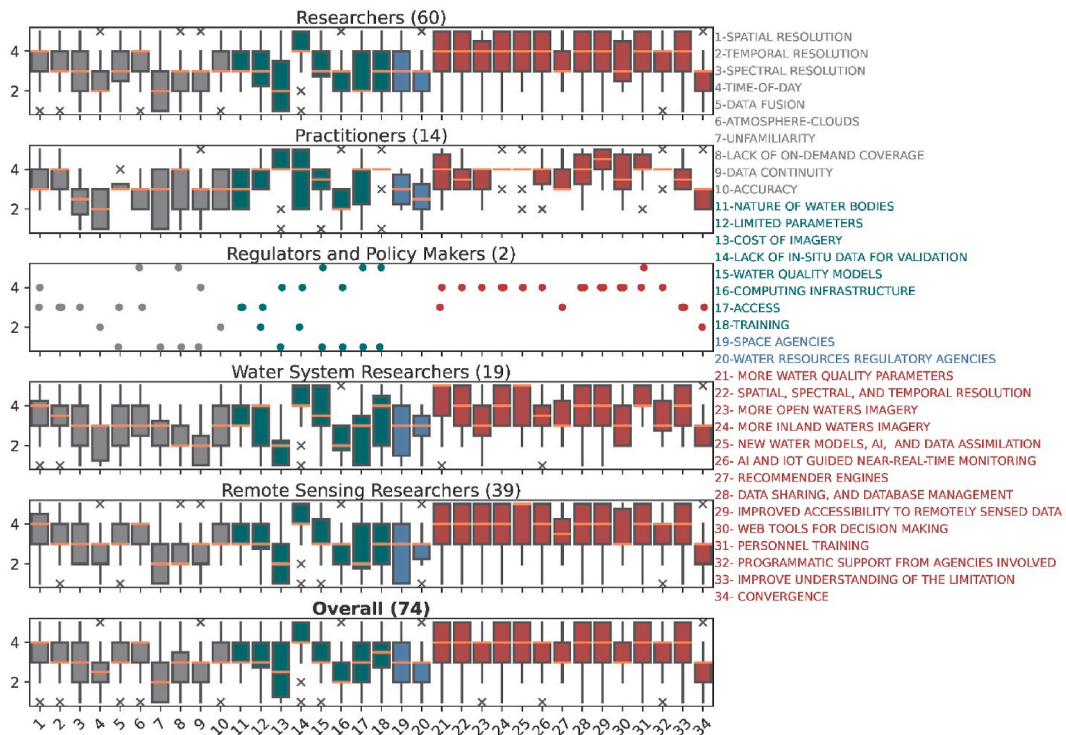 Researchers (60)
4
2
Practitioners (14)
4
2
Regulators and Policy Makers (2)
4
2
Water System Researchers (19)
4
2
Remote Sensing Researchers (39)
4
2
Overall (74)
4
2
1 2 3 4 5 6 7 8 9 10 11 12 13 14 15 16 17 18 19 20 21 22 23 24 25 26 27 28 29 30 31 32 33 34
1-SPATIAL RESOLUTION
2-TEMPORAL RESOLUTION
3-SPECTRAL RESOLUTION
4-TIME-OF-DAY
5-DATA FUSION
6-ATMOSPHERE-CLOUDS
7-UNFAMILIARITY
8-LACK OF ON-DEMAND COVERAGE
9-DATA CONTINUITY
10-ACCURACY
11-NATURE OF WATER BODIES
12-LIMITED PARAMETERS
13-COST OF IMAGERY
14-LACK OF IN-SITU DATA FOR VALIDATION
15-WATER QUALITY MODELS
16-COMPUTING INFRASTRUCTURE
17-ACCESS
18-TRAINING
19-SPACE AGENCIES
20-WATER RESOURCES REGULATORY AGENCIES
21- MORE WATER QUALITY PARAMETERS
22- SPATIAL, SPECTRAL, AND TEMPORAL RESOLUTION
23- MORE OPEN WATERS IMAGERY
24- MORE INLAND WATERS IMAGERY
25- NEW WATER MODELS, AI, AND DATA ASSIMILATION
26- AI AND IOT GUIDED NEAR-REAL-TIME MONITORING
27- RECOMMENDER ENGINES
28- DATA SHARING, AND DATABASE MANAGEMENT
29- IMPROVED ACCESSIBILITY TO REMOTELY SENSED DATA
30- WEB TOOLS FOR DECISION MAKING
31- PERSONNEL TRAINING
32- PROGRAMMATIC SUPPORT FROM AGENCIES INVOLVED
33- IMPROVE UNDERSTANDING OF THE LIMITATION
34- CONVERGENCE